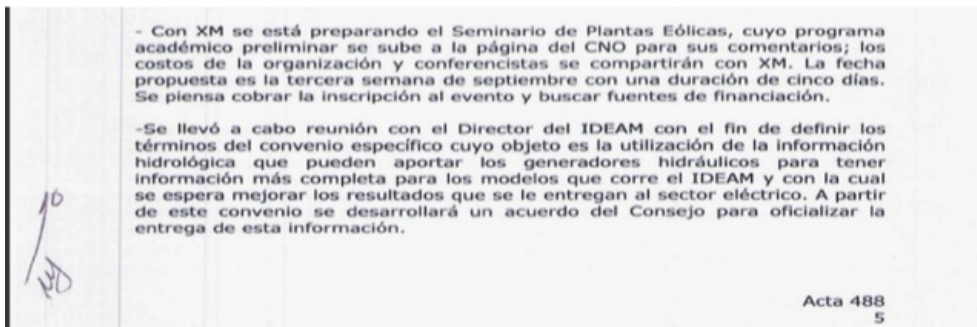 - Con XM se está preparando el Seminario de Plantas Eólicas, cuyo programa
académico preliminar se sube a la página del CNO para sus comentarios; los
costos de la organización y conferencistas se compartirán con XM. La fecha
propuesta es la tercera semana de septiembre con una duración de cinco días.
Se piensa cobrar la inscripción al evento y buscar fuentes de financiación.
-Se llevó a cabo reunión con el Director del IDEAM con el fin de definir los
términos del convenio específico cuyo objeto es la utilización de la información
hidrológica que pueden aportar los generadores hidráulicos para tener
información más completa para los modelos que corre el IDEAM y con la cual
se espera mejorar los resultados que se le entregan al sector eléctrico. A partir
de este convenio se desarrollará un acuerdo del Consejo para oficializar la
entrega de esta información.
Acta 488
5